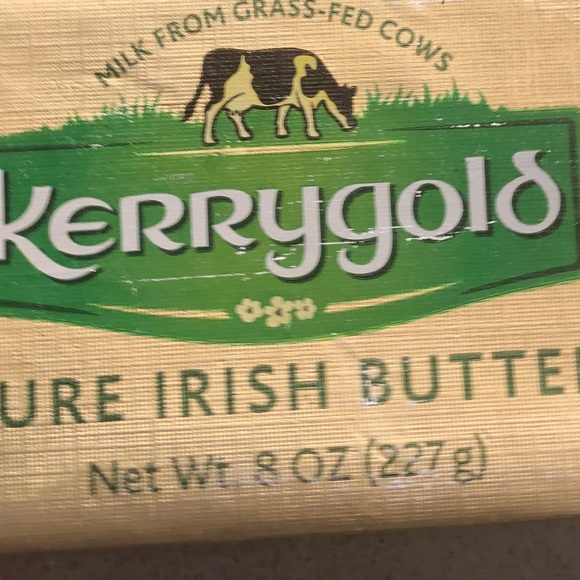 MILK FROM GRASS-FED COWS
Kerrygold
URE IRISH BUTTE
Net Wt. 8 OZ (227 g)